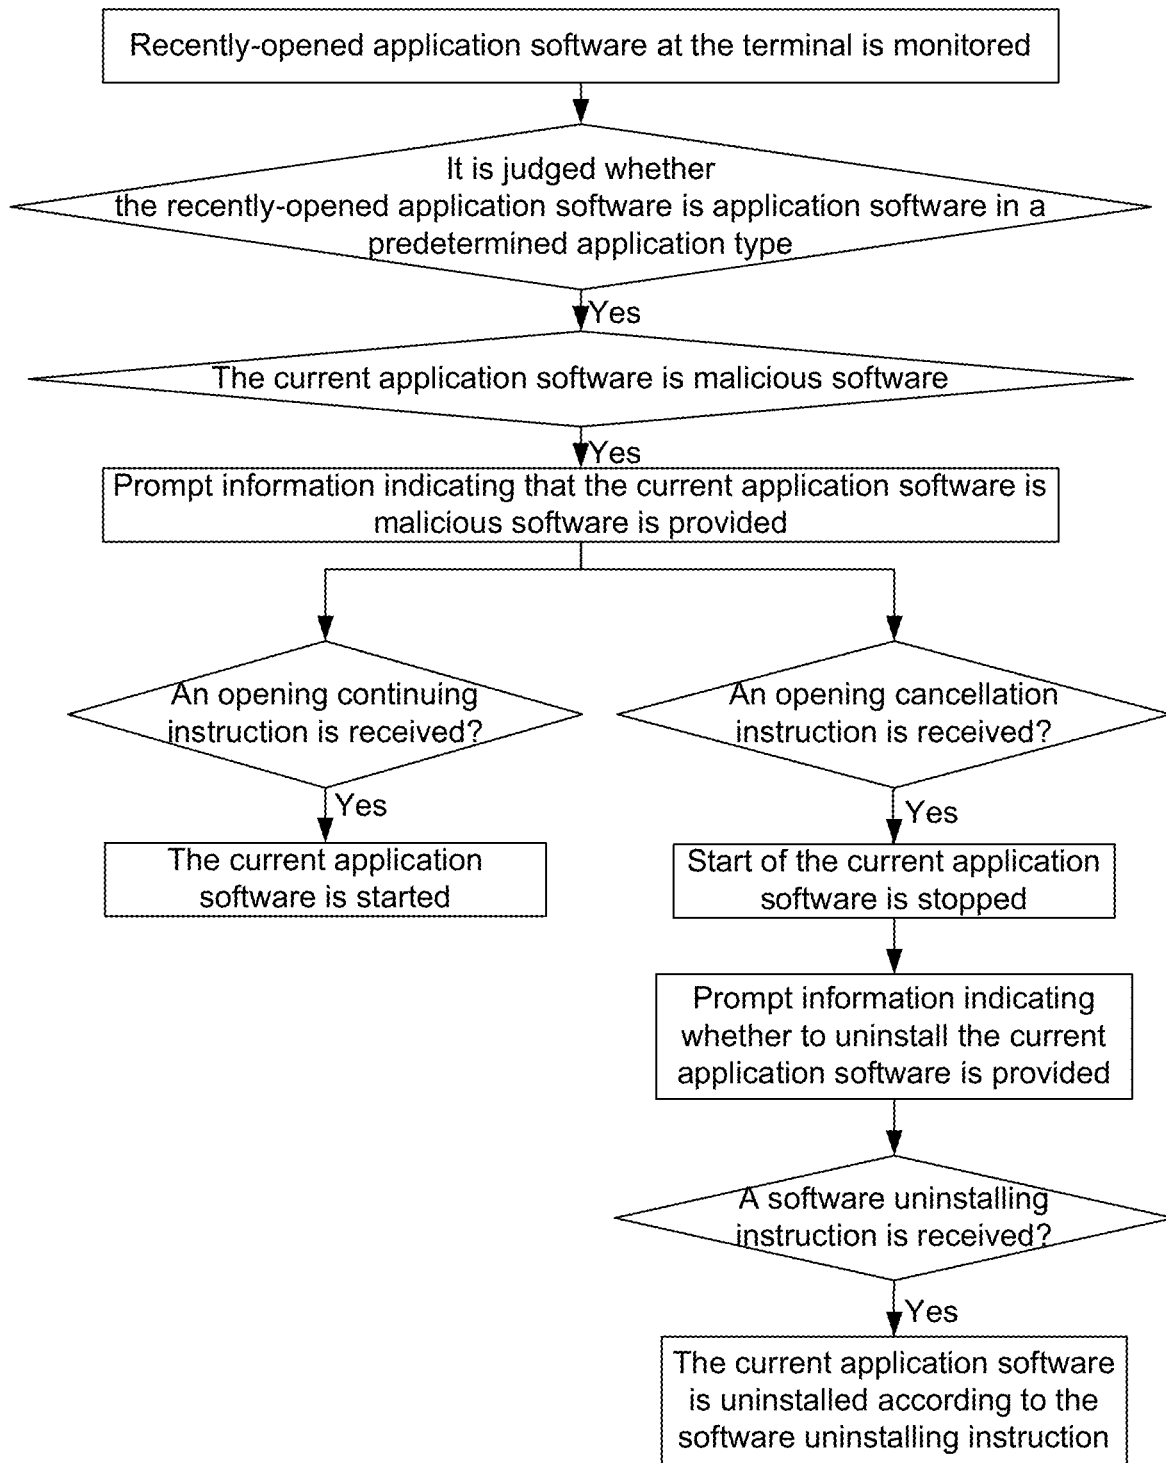 Recently-opened application software at the terminal is monitored
It is judged whether
the recently-opened application software is application software in a
predetermined application type
Yes
The current application software is malicious software
Yes
Prompt information indicating that the current application software is
malicious software is provided
An opening continuing
instruction is received?
An opening cancellation
instruction is received?
Yes
Yes
The current application
software is started
Start of the current application
software is stopped
Prompt information indicating
whether to uninstall the current
application software is provided
A software uninstalling
instruction is received?
Yes
The current application software
is uninstalled according to the
software uninstalling instruction